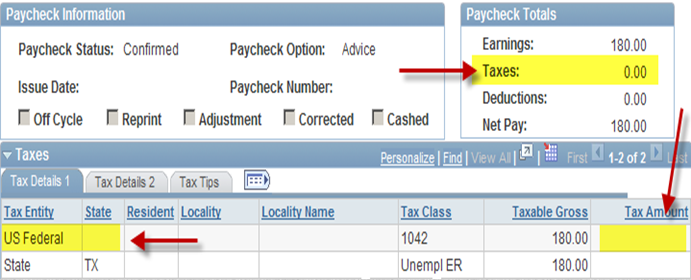 Paycheck Information
Paycheck Status: Confirmed Paycheck Option: Advice
Issue Date: Paycheck Number:
Off Cycle Reprint Adjustment Corrected Cashed
Paycheck Totals
Earnings: 180.00
Taxes: 0.00
Deductions: 0.00
Net Pay: 180.00
Taxes Personalize | Find | View All | First 1-2 of 2 Last
Tax Details 1 Tax Details 2 Tax Tips
Tax Entity State Resident Locality Locality Name Tax Class Taxable Gross Tax Amount
US Federal 1042 180.00
State TX Unempl ER 180.00